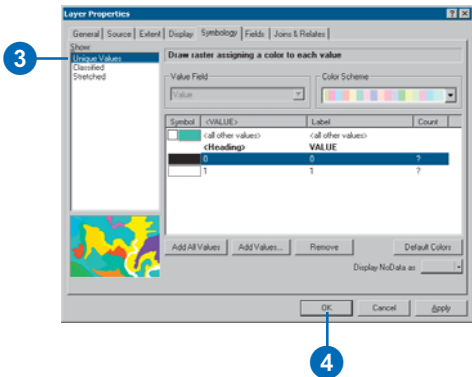 Layer Properties
General Source Extent Display Symbology Fields Joins & Relates
Show:
Unique Values
Classified
Stretched
Draw raster assigning a color to each value
Value Field
Value
Color Scheme
Symbol <VALUE> Label Count
<all other values> <all other values>
<Heading> VALUE
0 0 ?
1 1 ?
Add All Values Add Values... Remove Default Colors
Display NoData as
OK Cancel Apply
3
4